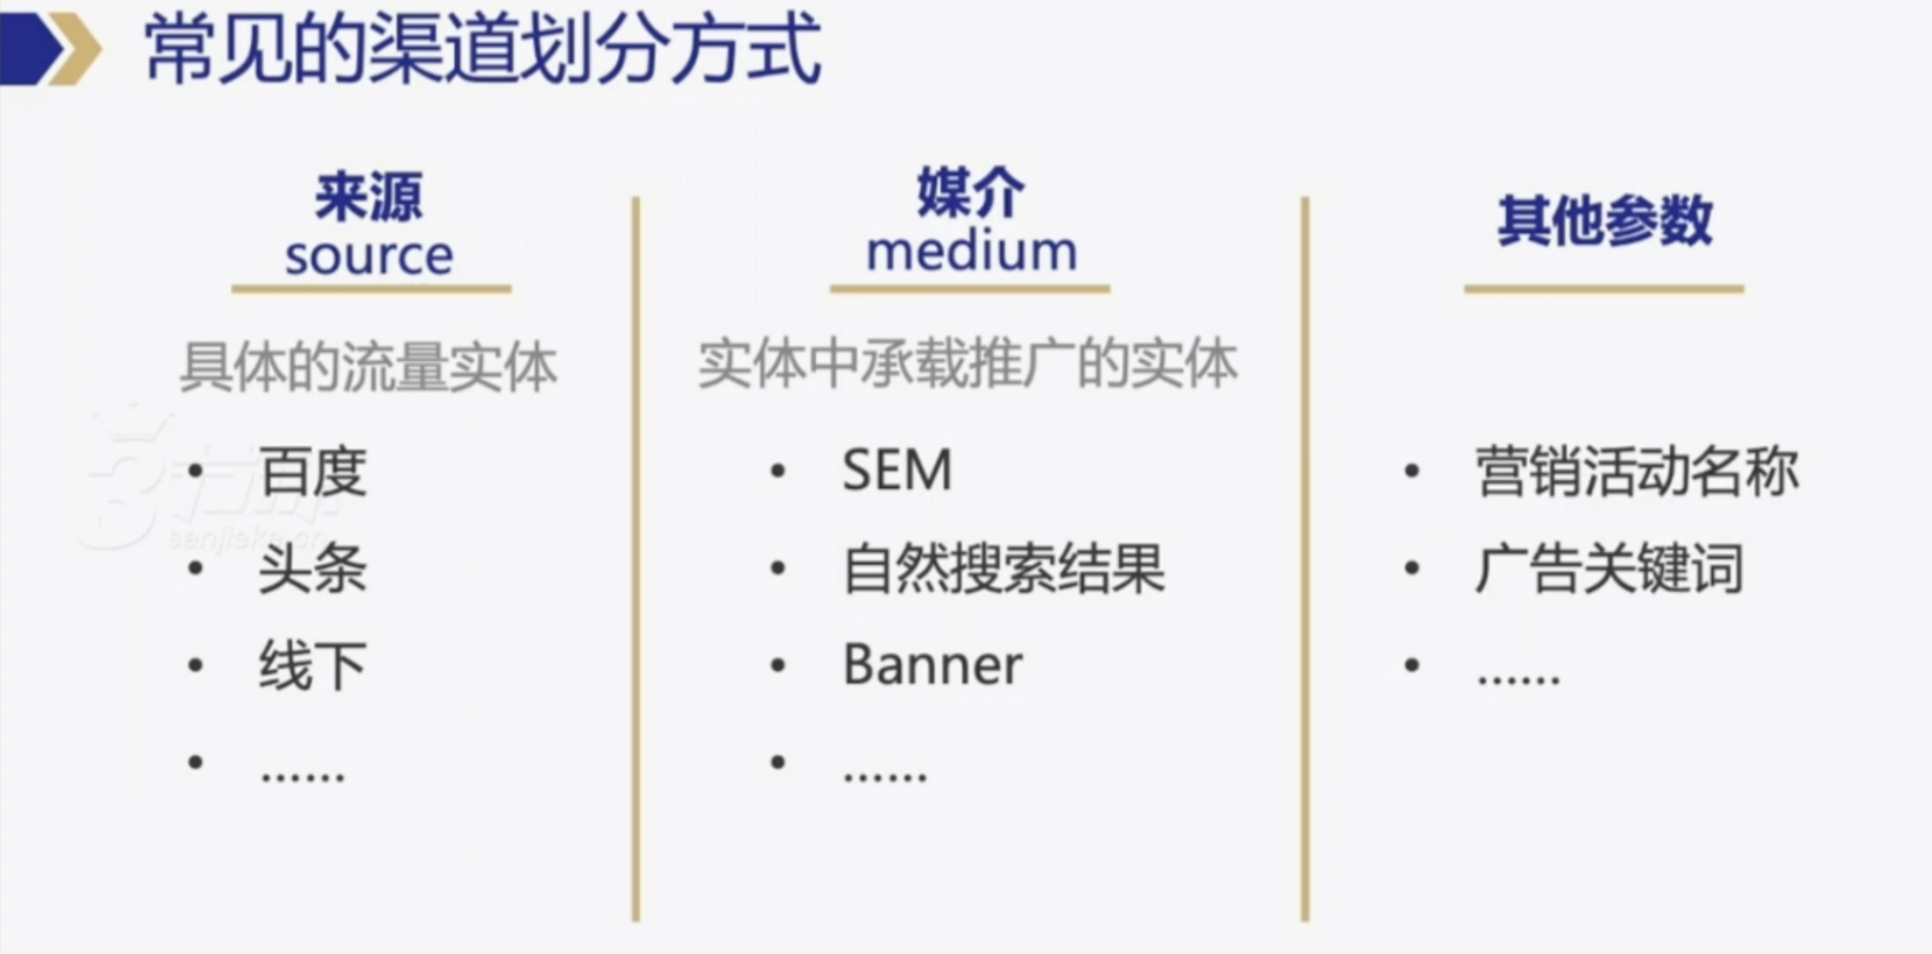 常见的渠道划分方式
来源
source
具体的流量实体
• 百度
• 头条
• 线下
• ......
媒介
medium
实体中承载推广的实体
• SEM
• 自然搜索结果
• Banner
• ......
其他参数
• 营销活动名称
• 广告关键词
• ......
sanjieke.cn